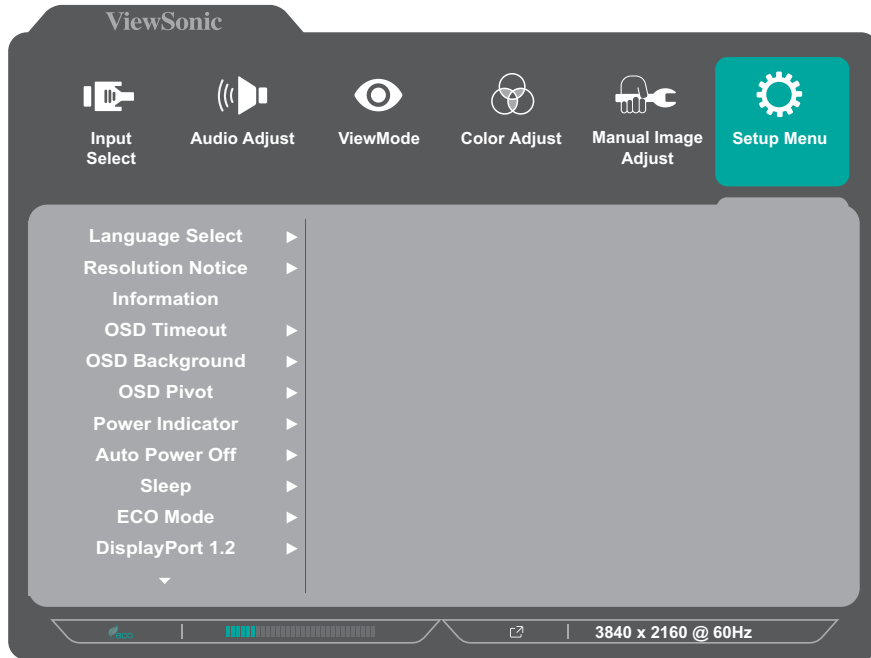 ViewSonic
Input
Select
Audio Adjust
ViewMode
Color Adjust
Manual Image
Adjust
Setup Menu
Language Select
Resolution Notice
Information
OSD Timeout
OSD Background
OSD Pivot
Power Indicator
Auto Power Off
Sleep
ECO Mode
DisplayPort 1.2
eco
3840 x 2160 @ 60Hz